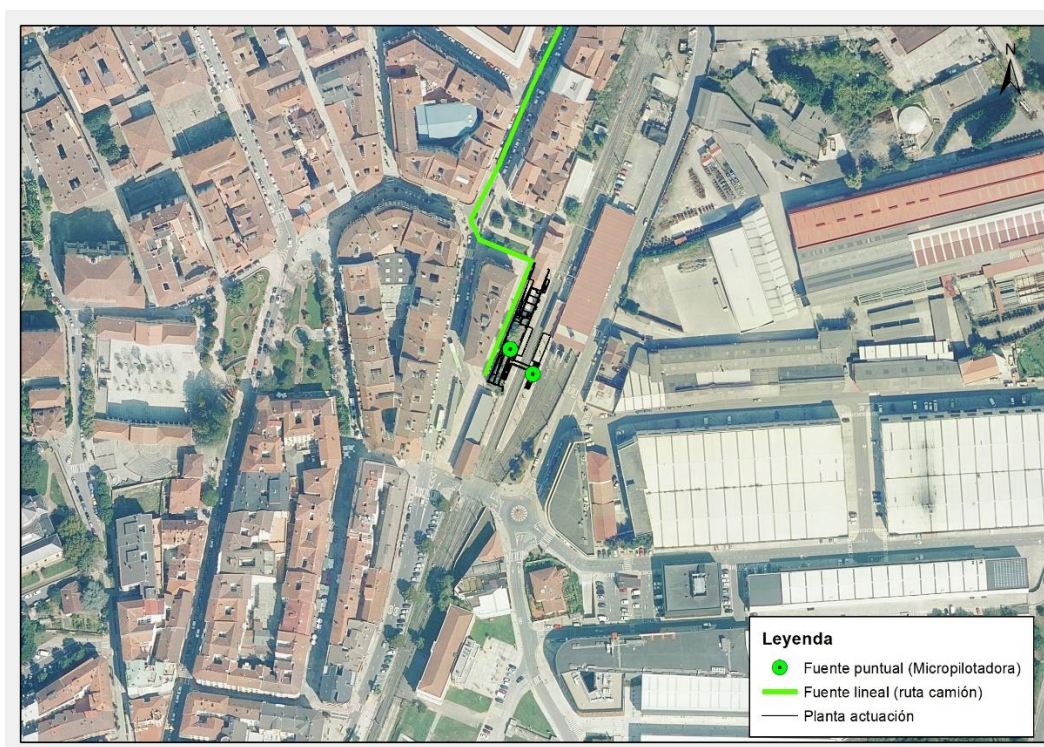 N
Leyenda
Fuente puntual (Micropilotadora)
Fuente lineal (ruta camión)
Planta actuación